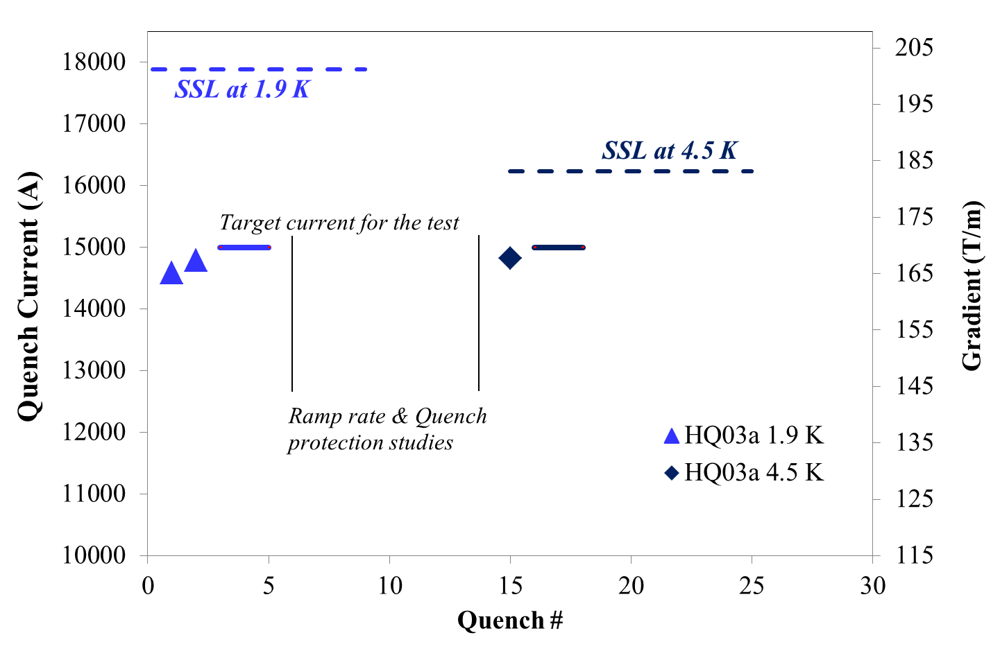 18000
17000
16000
15000
14000
13000
12000
11000
10000
Quench Current (A)
205
195
185
175
165
155
145
135
125
115
Gradient (T/m)
SSL at 1.9 K
SSL at 4.5 K
Target current for the test
Ramp rate & Quench
protection studies
HQ03a 1.9 K
HQ03a 4.5 K
0 5 10 15 20 25 30
Quench #